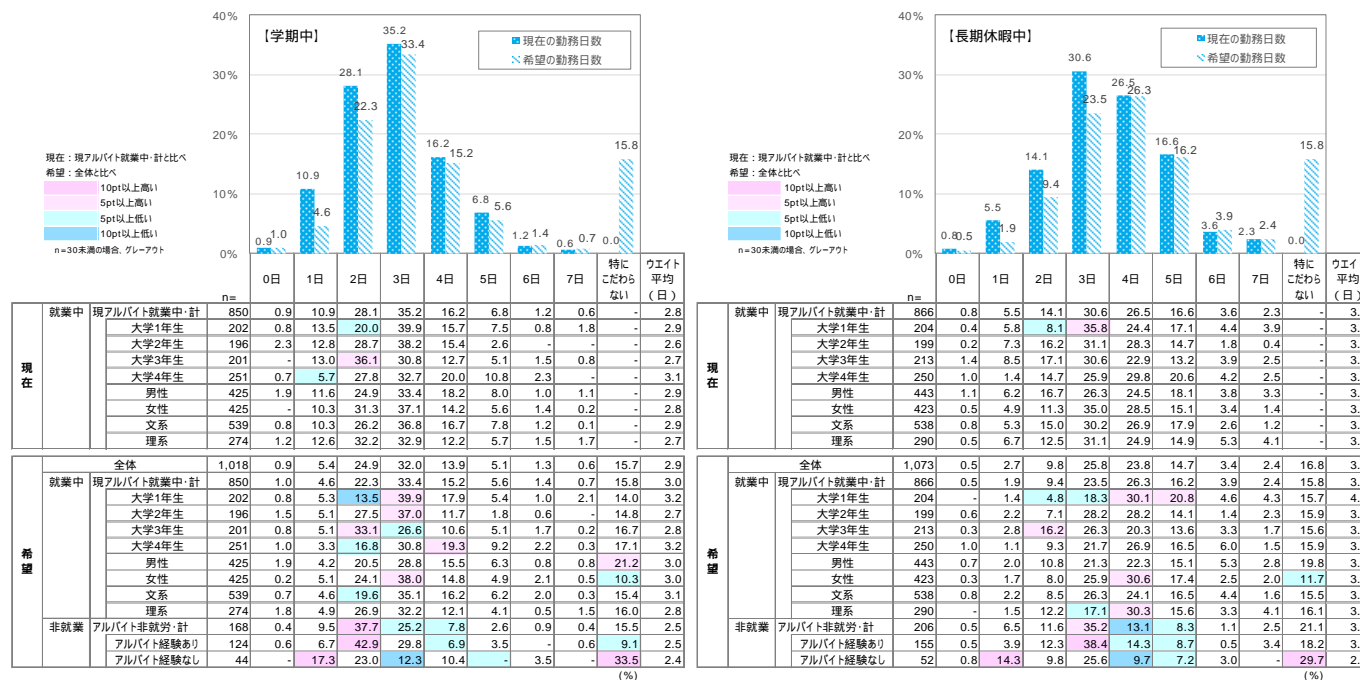 【学期中】
現在の勤務日数
希望の勤務日数
40%
30%
20%
10%
0%
0.9 1.0
10.9 4.6
28.1 22.3
35.2 33.4
16.2 15.2
6.8 5.6
1.2 1.4
0.6 0.7
0.0 15.8
現在：現アルバイト就業中・計と比べ
希望：全体と比べ
10pt以上高い
5pt以上高い
5pt以上低い
10pt以上低い
n=30未満の場合、グレーアウト
n= 0日 1日 2日 3日 4日 5日 6日 7日 特にこだわらない ウエイト平均（日）
現在
就業中 現アルバイト就業中・計 850 0.9 10.9 28.1 35.2 16.2 6.8 1.2 0.6 - 2.8
大学1年生 202 0.8 13.5 20.0 39.9 15.7 7.5 0.8 1.8 - 2.9
大学2年生 196 2.3 12.8 28.7 38.2 15.4 2.6 - - - 2.6
大学3年生 201 - 13.0 36.1 30.8 12.7 5.1 1.5 0.8 - 2.7
大学4年生 251 0.7 5.7 27.8 32.7 20.0 10.8 2.3 - - 3.1
男性 425 1.9 11.6 24.9 33.4 18.2 8.0 1.0 1.1 - 2.9
女性 425 - 10.3 31.3 37.1 14.2 5.6 1.4 0.2 - 2.8
文系 539 0.8 10.3 26.2 36.8 16.7 7.8 1.2 0.1 - 2.9
理系 274 1.2 12.6 32.2 32.9 12.2 5.7 1.5 1.7 - 2.7
希望
全体 1,018 0.9 5.4 24.9 32.0 13.9 5.1 1.3 0.6 15.7 2.9
就業中 現アルバイト就業中・計 850 1.0 4.6 22.3 33.4 15.2 5.6 1.4 0.7 15.8 3.0
大学1年生 202 0.8 5.3 13.5 39.9 17.9 5.4 1.0 2.1 14.0 3.2
大学2年生 196 1.5 5.1 27.5 37.0 11.7 1.8 0.6 - 14.8 2.7
大学3年生 201 0.8 5.1 33.1 26.6 10.6 5.1 1.7 0.2 16.7 2.8
大学4年生 251 1.0 3.3 16.8 30.8 19.3 9.2 2.2 0.3 17.1 3.2
男性 425 1.9 4.2 20.5 28.8 15.5 6.3 0.8 0.8 21.2 3.0
女性 425 0.2 5.1 24.1 38.0 14.8 4.9 2.1 0.5 10.3 3.0
文系 539 0.7 4.6 19.6 35.1 16.2 6.2 2.0 0.3 15.4 3.1
理系 274 1.8 4.9 26.9 32.2 12.1 4.1 0.5 1.5 16.0 2.8
非就業 アルバイト非就労・計 168 0.4 9.5 37.7 25.2 7.8 2.6 0.9 0.4 15.5 2.5
アルバイト経験あり 124 0.6 6.7 42.9 29.8 6.9 3.5 - 0.6 9.1 2.5
アルバイト経験なし 44 - 17.3 23.0 12.3 10.4 - 3.5 - 33.5 2.4
(%)
【長期休暇中】
現在の勤務日数
希望の勤務日数
40%
30%
20%
10%
0%
0.8 0.5
5.5 1.9
14.1 9.4
30.6 23.5
26.5 26.3
16.6 16.2
3.6 3.9
2.3 2.4
0.0 15.8
現在：現アルバイト就業中・計と比べ
希望：全体と比べ
10pt以上高い
5pt以上高い
5pt以上低い
10pt以上低い
n=30未満の場合、グレーアウト
n= 0日 1日 2日 3日 4日 5日 6日 7日 特にこだわらない ウエイト平均（日）
就業中 現アルバイト就業中・計 866 0.8 5.5 14.1 30.6 26.5 16.6 3.6 2.3 - 3.
大学1年生 204 0.4 5.8 8.1 35.8 24.4 17.1 4.4 3.9 - 3.
大学2年生 199 0.2 7.3 16.2 31.1 28.3 14.7 1.8 0.4 - 3.
大学3年生 213 1.4 8.5 17.1 30.6 22.9 13.2 3.9 2.5 - 3.
大学4年生 250 1.0 1.4 14.7 25.9 29.8 20.6 4.2 2.5 - 3.
男性 443 1.1 6.2 16.7 26.3 24.5 18.1 3.8 3.3 - 3.
女性 423 0.5 4.9 11.3 35.0 28.5 15.1 3.4 1.4 - 3.
文系 538 0.8 5.3 15.0 30.2 26.9 17.9 2.6 1.2 - 3.
理系 290 0.5 6.7 12.5 31.1 24.9 14.9 5.3 4.1 - 3.
全体 1,073 0.5 2.7 9.8 25.8 23.8 14.7 3.4 2.4 16.8 3.
就業中 現アルバイト就業中・計 866 0.5 1.9 9.4 23.5 26.3 16.2 3.9 2.4 15.8 3.
大学1年生 204 - 1.4 4.8 18.3 30.1 20.8 4.6 4.3 15.7 4.
大学2年生 199 0.6 2.2 7.1 28.2 28.2 14.1 1.4 2.3 15.9 3.
大学3年生 213 0.3 2.8 16.2 26.3 20.3 13.6 3.3 1.7 15.6 3.
大学4年生 250 1.0 1.1 9.3 21.7 26.9 16.5 6.0 1.5 15.9 3.
男性 443 0.7 2.0 10.8 21.3 22.3 15.1 5.3 2.8 19.8 3.
女性 423 0.3 1.7 8.0 25.9 30.6 17.4 2.5 2.0 11.7 3.
文系 538 0.8 2.2 8.5 26.3 24.1 16.5 4.4 1.6 15.5 3.
理系 290 - 1.5 12.2 17.1 30.3 15.6 3.3 4.1 16.1 3.
非就業 アルバイト非就労・計 206 0.5 6.5 11.6 35.2 13.1 8.3 1.1 2.5 21.1 3.
アルバイト経験あり 155 0.5 3.9 12.3 38.4 14.3 8.7 0.5 3.4 18.2 3.
アルバイト経験なし 52 0.8 14.3 9.8 25.6 9.7 7.2 3.0 - 29.7 2.
(%)